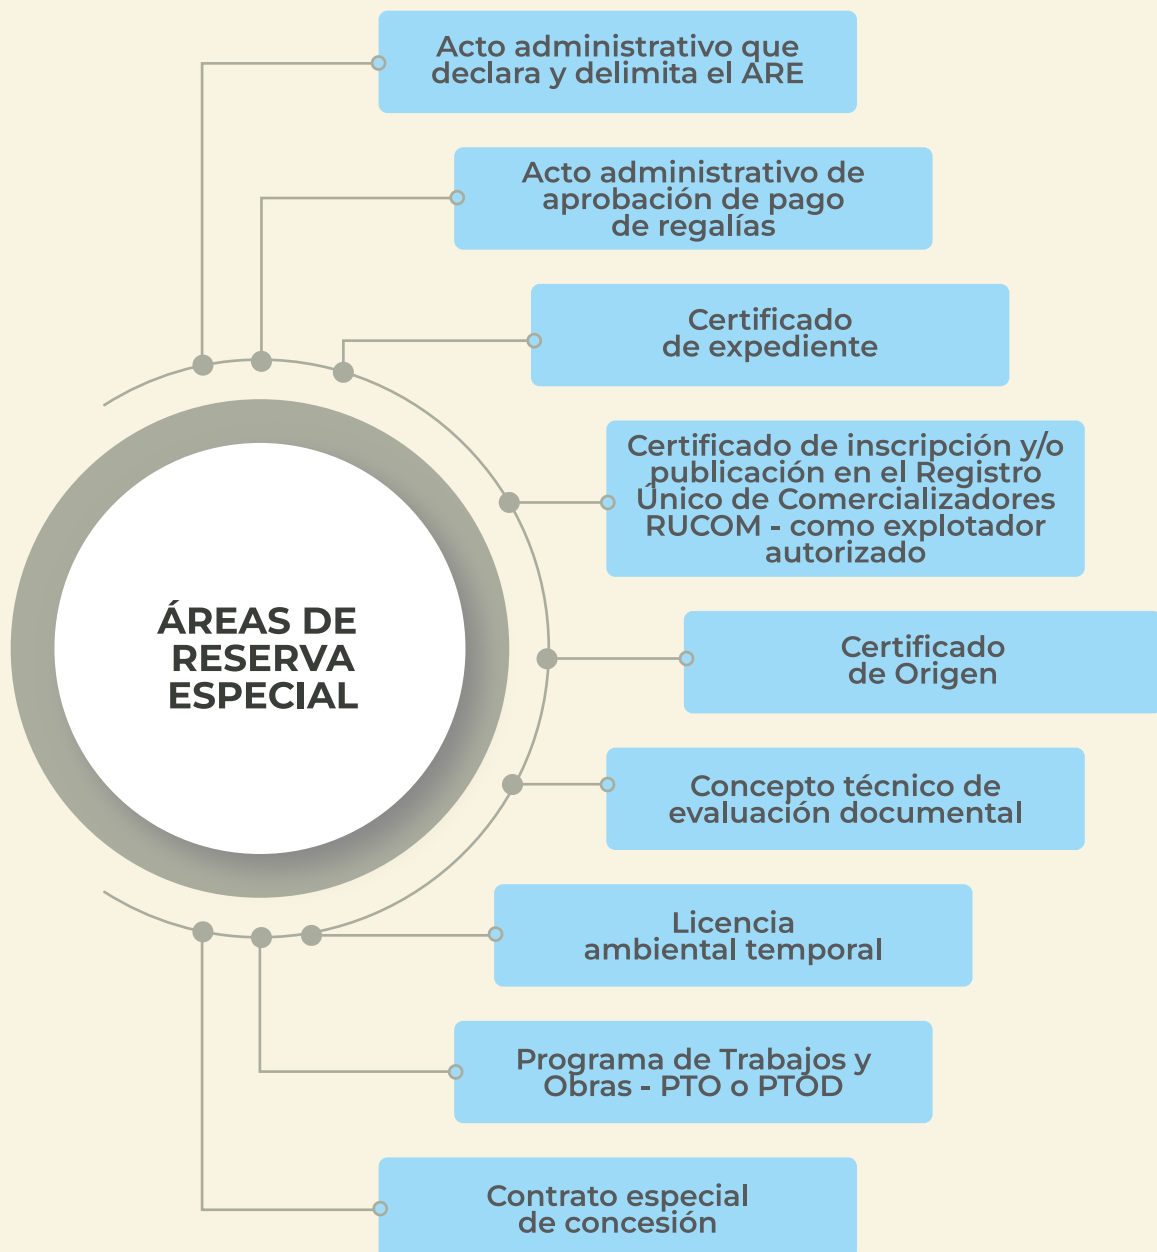 Acto administrativo que
declara y delimita el ARE
Acto administrativo de
aprobación de pago
de regalías
Certificado
de expediente
Certificado de inscripción y/o
publicación en el Registro
Único de Comercializadores
RUCOM - como explotador
autorizado
ÁREAS DE
RESERVA
ESPECIAL
Certificado
de Origen
Concepto técnico de
evaluación documental
Licencia
ambiental temporal
Programa de Trabajos y
Obras - PTO o PTOD
Contrato especial
de concesión